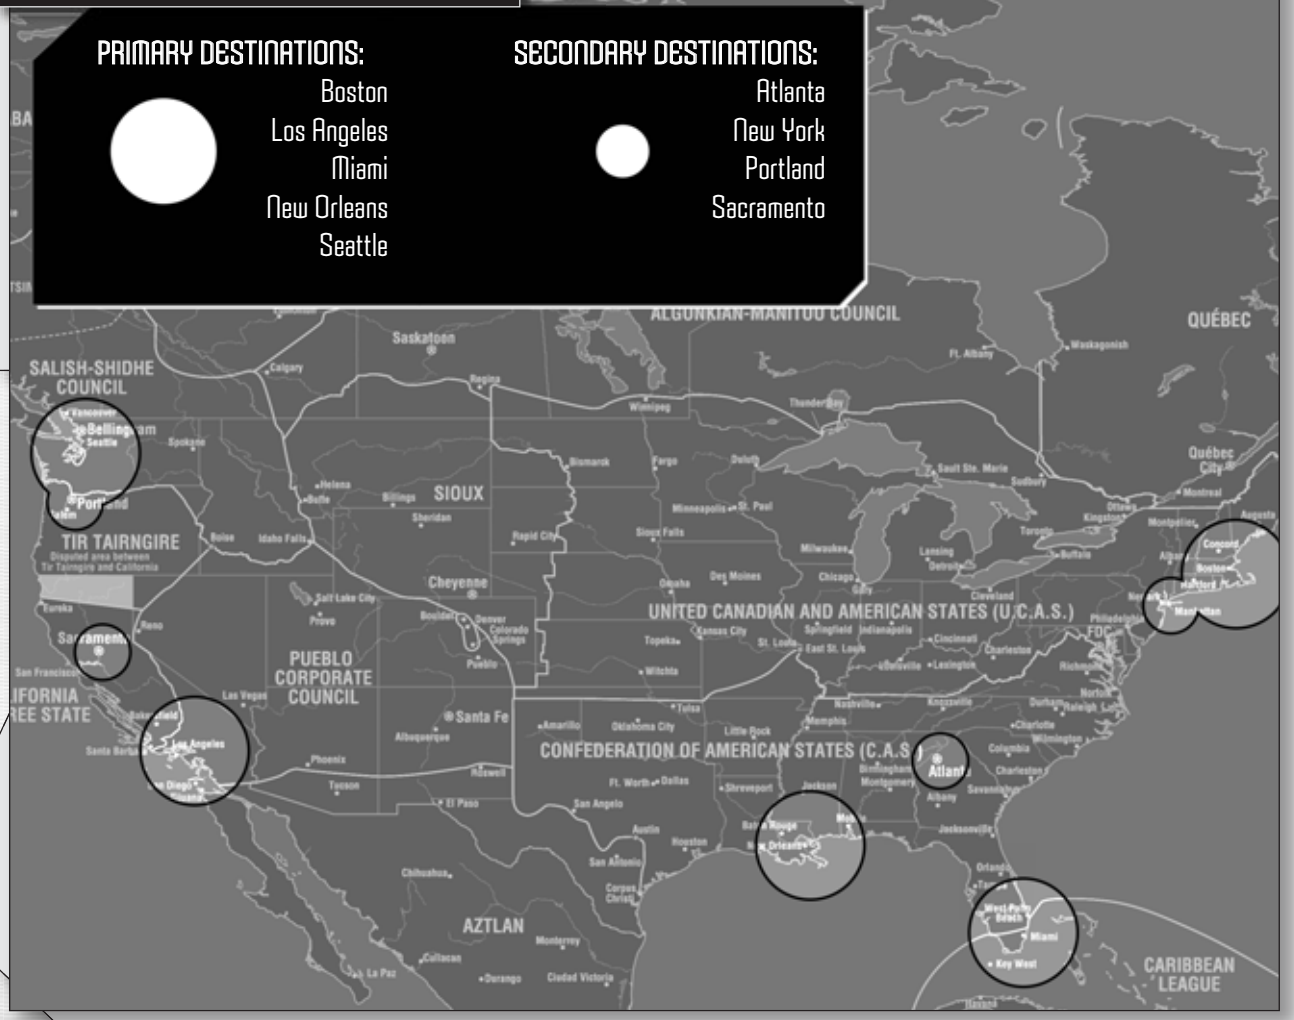 PRIMARY DESTINATIONS:
Boston
Los Angeles
Miami
New Orleans
Seattle
SECONDARY DESTINATIONS:
Atlanta
New York
Portland
Sacramento
ALGONKIAN-MANITOU COUNCIL
QUÉBEC
Saskatoon
Waskagonish
Ft. Albany
SALISH-SHIDHE
COUNCIL
Calgary
Regina
Winnipeg
Thunder Bay
Vancouver
Bellingham
Seattle
Spokane
Québec
City
Bismarck
Fargo
Duluth
Sault Ste. Marie
Sudbury
Helena
Butte
Billings
SIOUX
Montreal
Portland
Salem
Sheridan
Minneapolis
St. Paul
Ottawa
Kingston
Augusta
Montpelier
TIR TAIRNGIRE
Disputed area between
Tir Tairngire and California
Boise
Idaho Falls
Rapid City
Sioux Falls
Toronto
Milwaukee
Lansing
Detroit
Buffalo
Albany
Concord
Boston
Hartford
Cheyenne
Omaha
Des Moines
Chicago
Gary
Cleveland
Newark
Manhattan
Eureka
Salt Lake City
Provo
Boulder
Denver
Colorado
Springs
Pueblo
UNITED CANADIAN AND AMERICAN STATES (U.C.A.S.)
Philadelphia
FDC
Reno
Sacramento
Topeka
Kansas City
St. Louis
East St. Louis
Springfield
Indianapolis
Cincinnati
Louisville
Lexington
Charleston
Richmond
San Francisco
PUEBLO
CORPORATE
COUNCIL
Wichita
IFORNIA
REE STATE
Las Vegas
Norfolk
Bakersfield
Santa Fe
Tulsa
Nashville
Knoxville
Durham
Raleigh
Amarillo
Oklahoma City
Little Rock
Memphis
Charlotte
Wilmington
Albuquerque
Santa Barba
Los Angeles
CONFEDERATION OF AMERICAN STATES (C.A.S.)
Columbia
Phoenix
Roswell
Birmingham
Atlanta
Charleston
San Diego
Tijuana
Tucson
Ft. Worth
Dallas
Shreveport
Jackson
Montgomery
Savannah
El Paso
San Angelo
Albany
Baton Rouge
Mobile
Austin
Houston
New Orleans
Jacksonville
San Antonio
Chihuahua
Corpus
Christi
Orlando
Tampa
West Palm
Beach
AZTLAN
Monterrey
Miami
Key West
Culiacan
La Paz
Durango
Ciudad Victoria
CARIBBEAN
LEAGUE
Havana